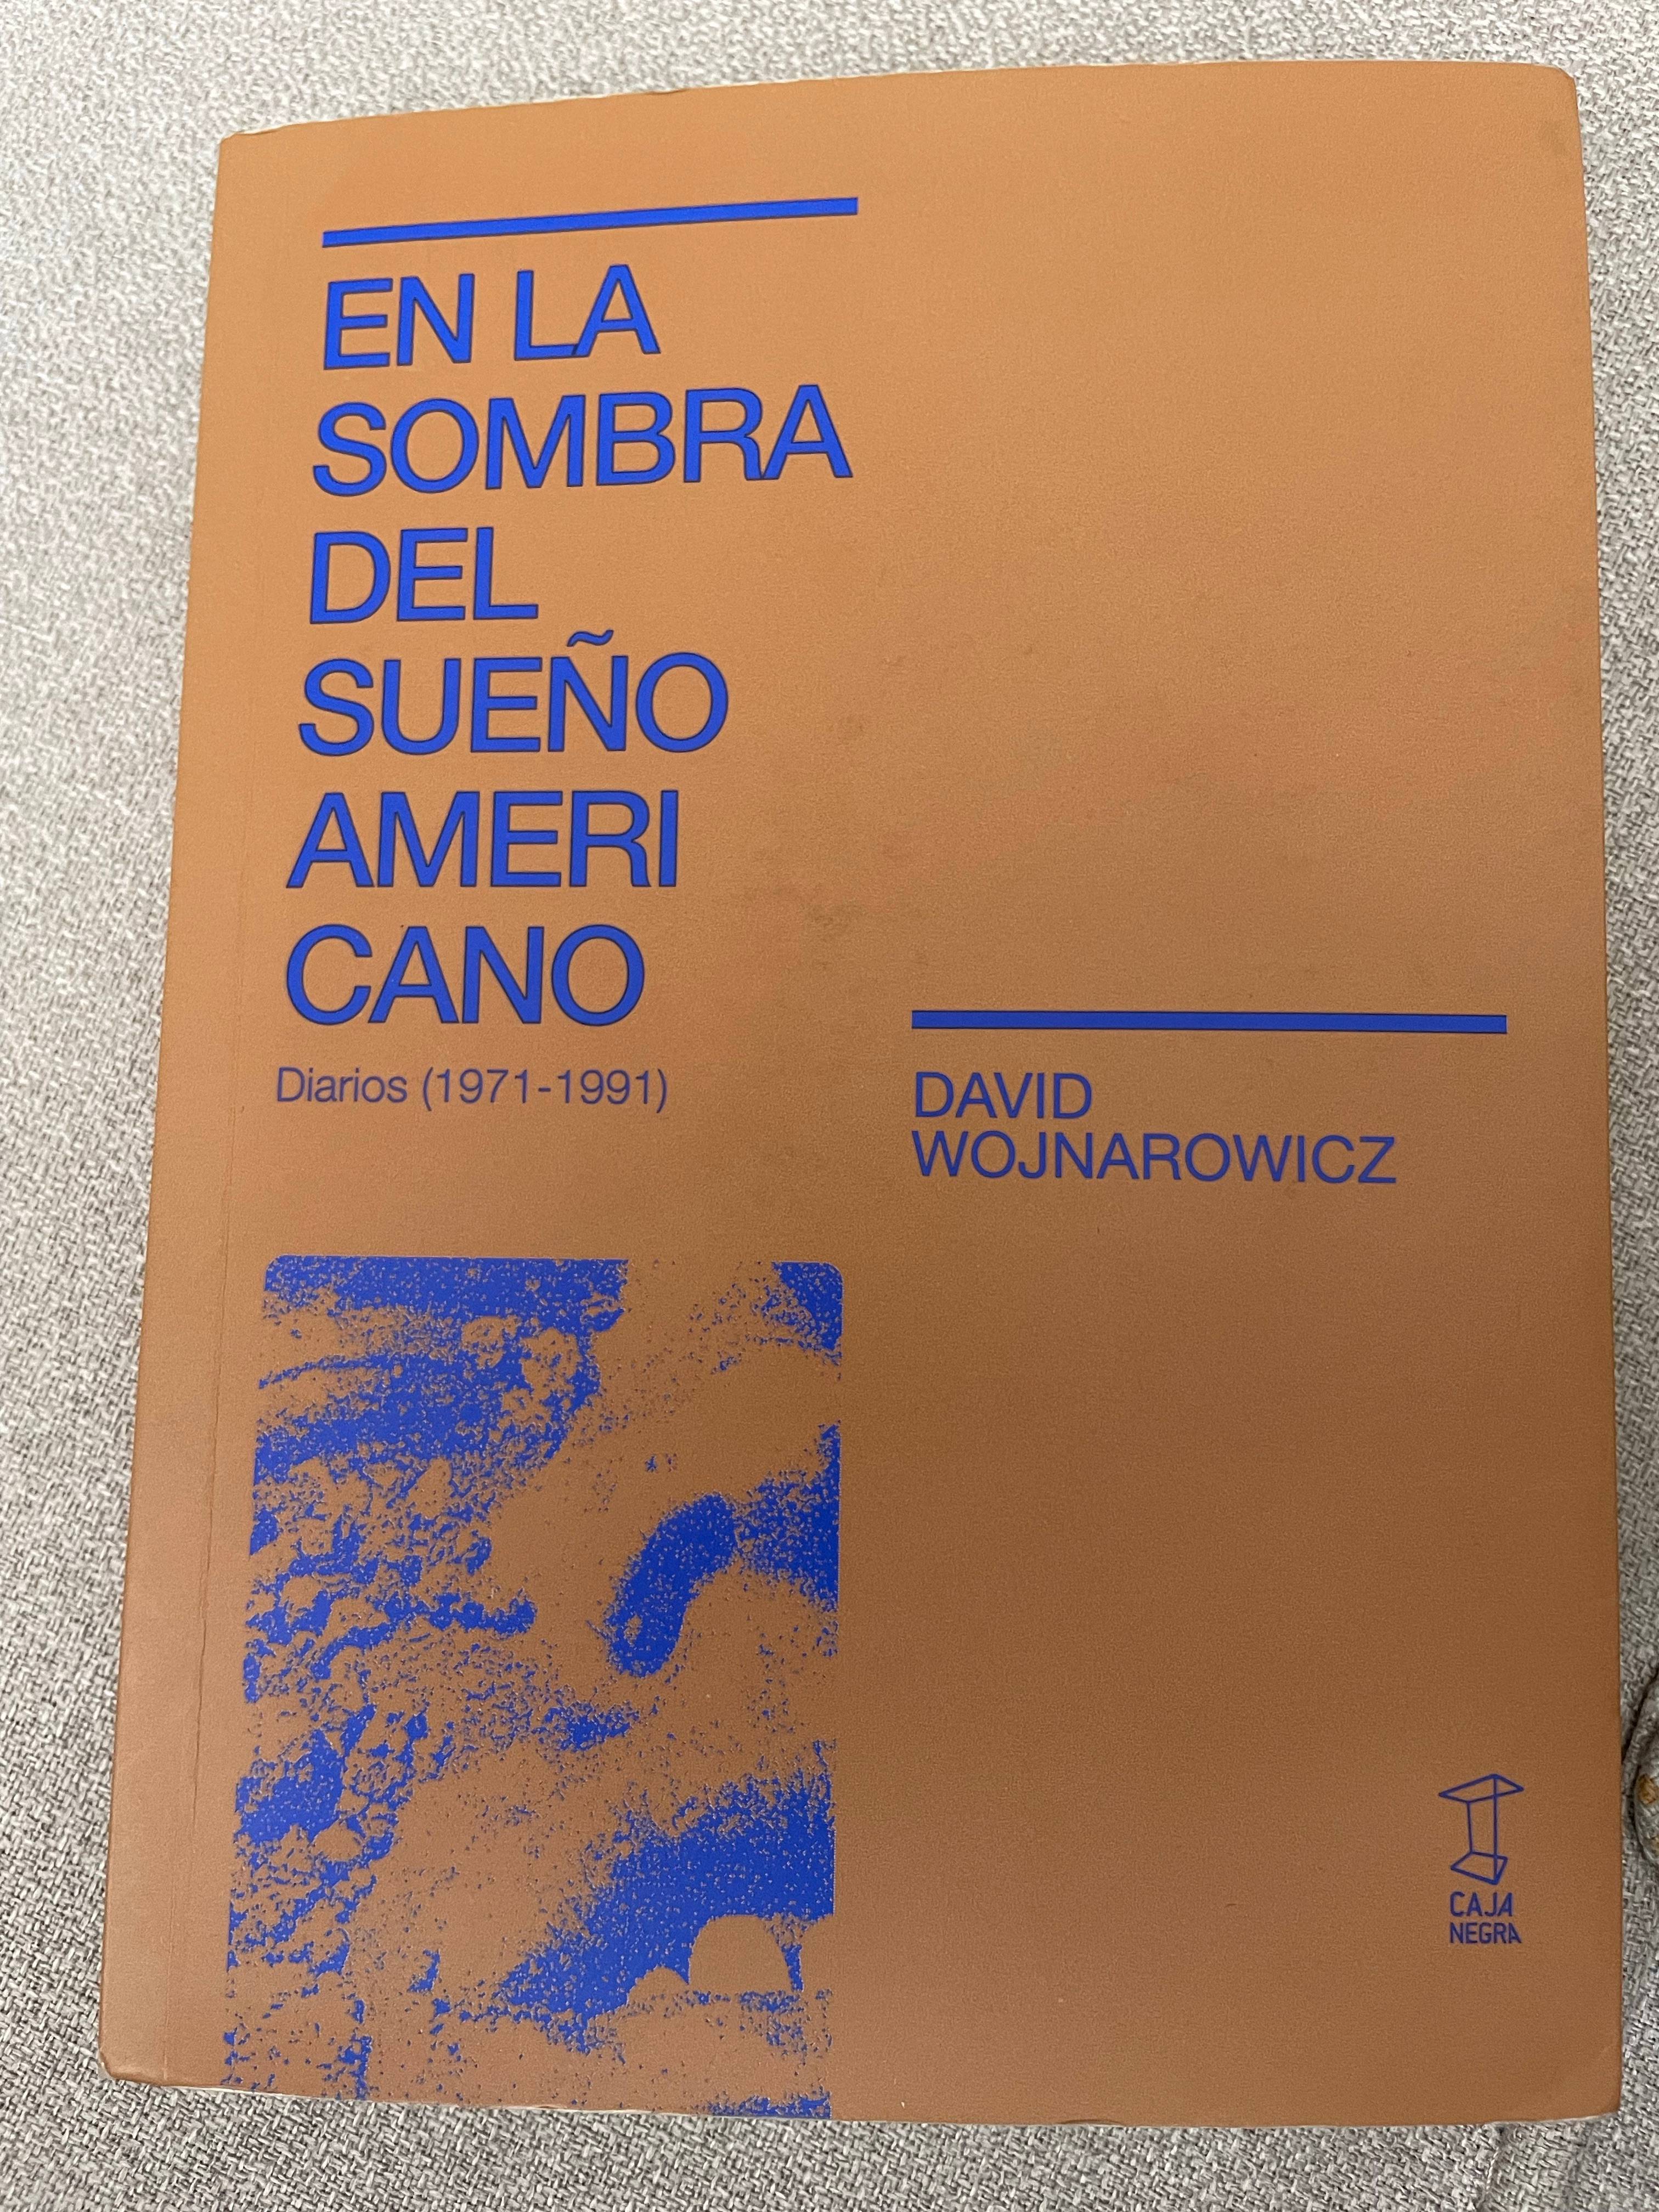 EN LA
SOMBRA
DEL
SUEÑO
AMERI
CANO
Diarios (1971-1991)
DAVID
WOJNAROWICZ
CAJA
NEGRA